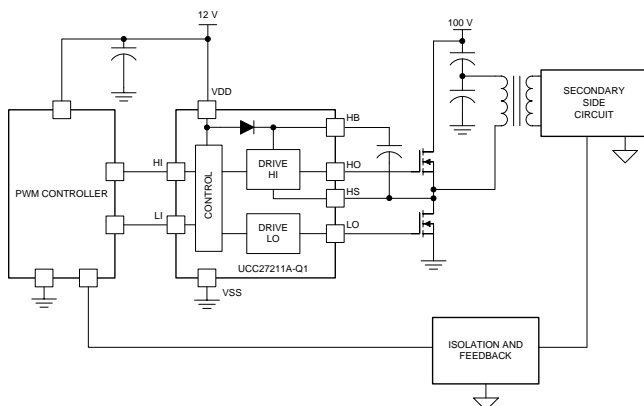 12 V
100 V
VDD
SECONDARY
SIDE
CIRCUIT
HB
HI
DRIVE
HI
HO
PWM CONTROLLER
CONTROL
HS
LI
DRIVE
LO
LO
UCC27211A-Q1
VSS
ISOLATION AND
FEEDBACK